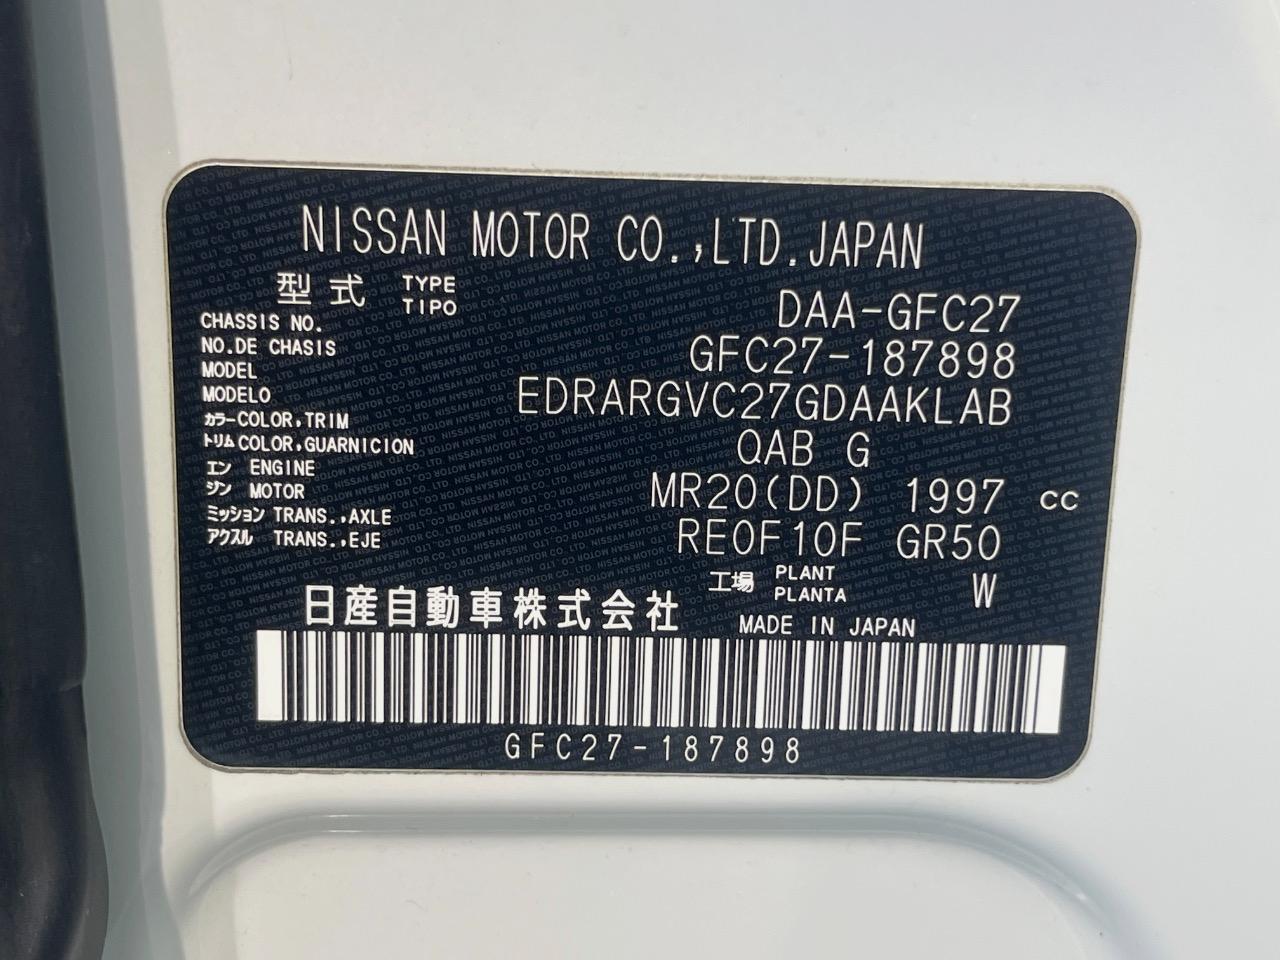 NISSAN MOTOR CO.,LTD.JAPAN
型式 TYPE TIPO DAA-GFC27
CHASSIS NO.
NO.DE CHASIS GFC27-187898
MODEL
MODELO EDRARGVC27GDAAKLAB
カラー COLOR,TRIM
トリム COLOR,GUARNICION QAB G
エン ENGINE
ジン MOTOR MR20(DD) 1997 cc
ミッション TRANS.,AXLE
アクスル TRANS.,EJE RE0F10F GR50
工場 PLANT PLANTA W
日産自動車株式会社 MADE IN JAPAN
GFC27-187898